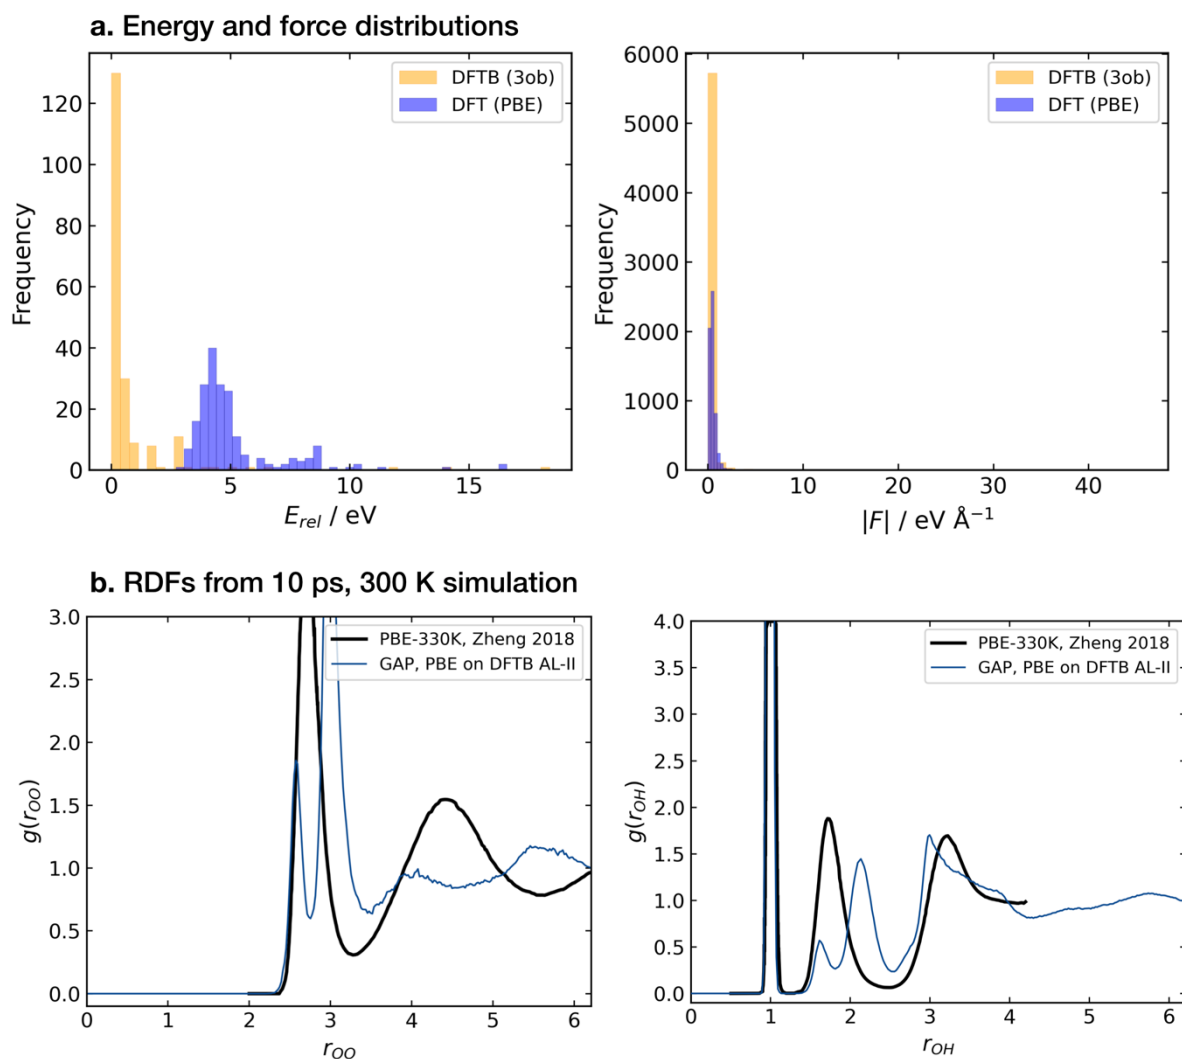 a. Energy and force distributions
DFTB (3ob)
DFT (PBE)
120
100
80
60
40
20
0
Frequency
0 5 10 15
E_rel / eV
DFTB (3ob)
DFT (PBE)
6000
5000
4000
3000
2000
1000
0
Frequency
0 10 20 30 40
|F| / eV Å⁻¹
b. RDFs from 10 ps, 300 K simulation
PBE-330K, Zheng 2018
GAP, PBE on DFTB AL-II
3.0
2.5
2.0
1.5
1.0
0.5
0.0
g(r_OO)
0 1 2 3 4 5 6
r_OO
PBE-330K, Zheng 2018
GAP, PBE on DFTB AL-II
4.0
3.5
3.0
2.5
2.0
1.5
1.0
0.5
0.0
g(r_OH)
0 1 2 3 4 5 6
r_OH